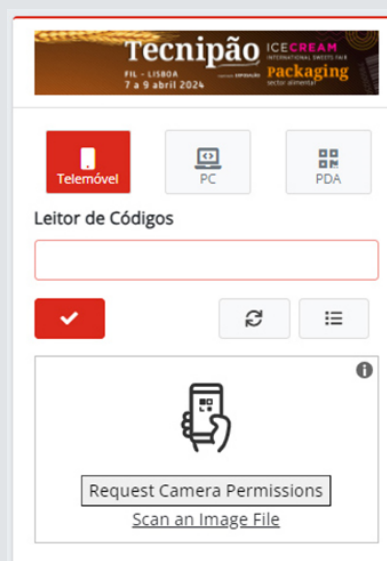 Tecnipão
FIL - LISBOA
7 a 9 abril 2024
ICECREAM
INTERNATIONAL SWEETS FAIR
Packaging
sector alimentar
Telemóvel
PC
PDA
Leitor de Códigos
Request Camera Permissions
Scan an Image File